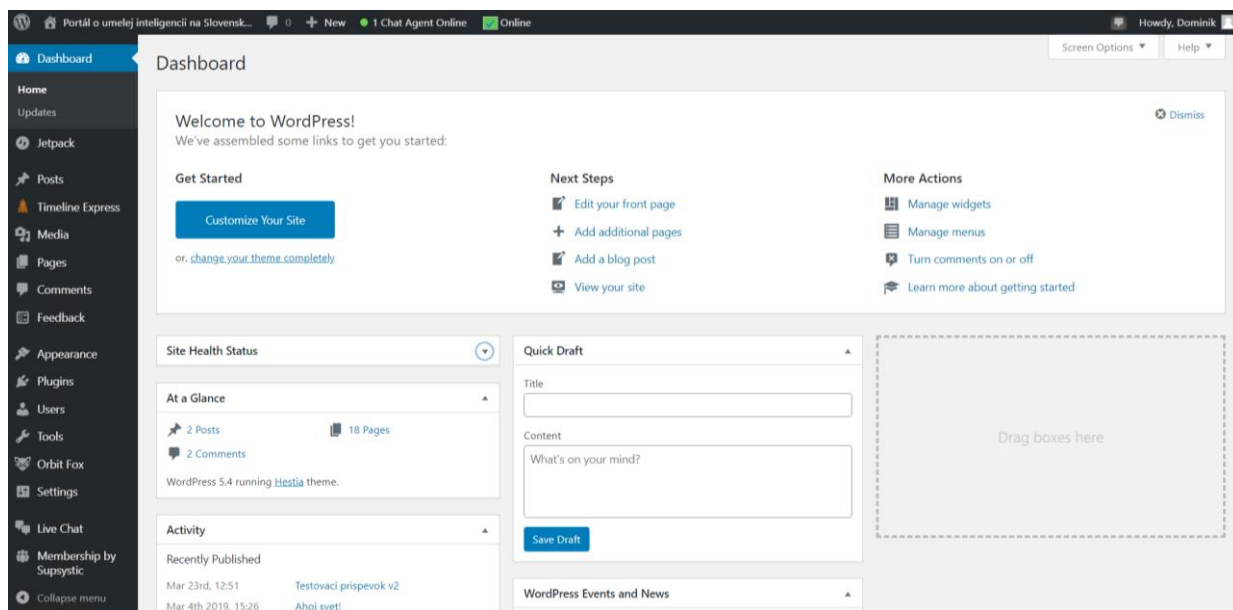 Portál o umelej inteligencii na Slovensk... 0 New 1 Chat Agent Online Online Howdy, Dominik
Screen Options Help
Dashboard
Home
Updates
Jetpack
Posts
Timeline Express
Media
Pages
Comments
Feedback
Appearance
Plugins
Users
Tools
Orbit Fox
Settings
Live Chat
Membership by
Supsystic
Collapse menu
Dashboard
Welcome to WordPress!
Dismiss
We've assembled some links to get you started:
Get Started
Customize Your Site
or, change your theme completely
Next Steps
Edit your front page
Add additional pages
Add a blog post
View your site
More Actions
Manage widgets
Manage menus
Turn comments on or off
Learn more about getting started
Site Health Status
At a Glance
2 Posts 18 Pages
2 Comments
WordPress 5.4 running Hestia theme.
Activity
Recently Published
Mar 23rd, 12:51 Testovaci prispevok v2
Mar 4th 2019, 15:26 Ahoj svet!
Quick Draft
Title
Content
What's on your mind?
Save Draft
WordPress Events and News
Drag boxes here